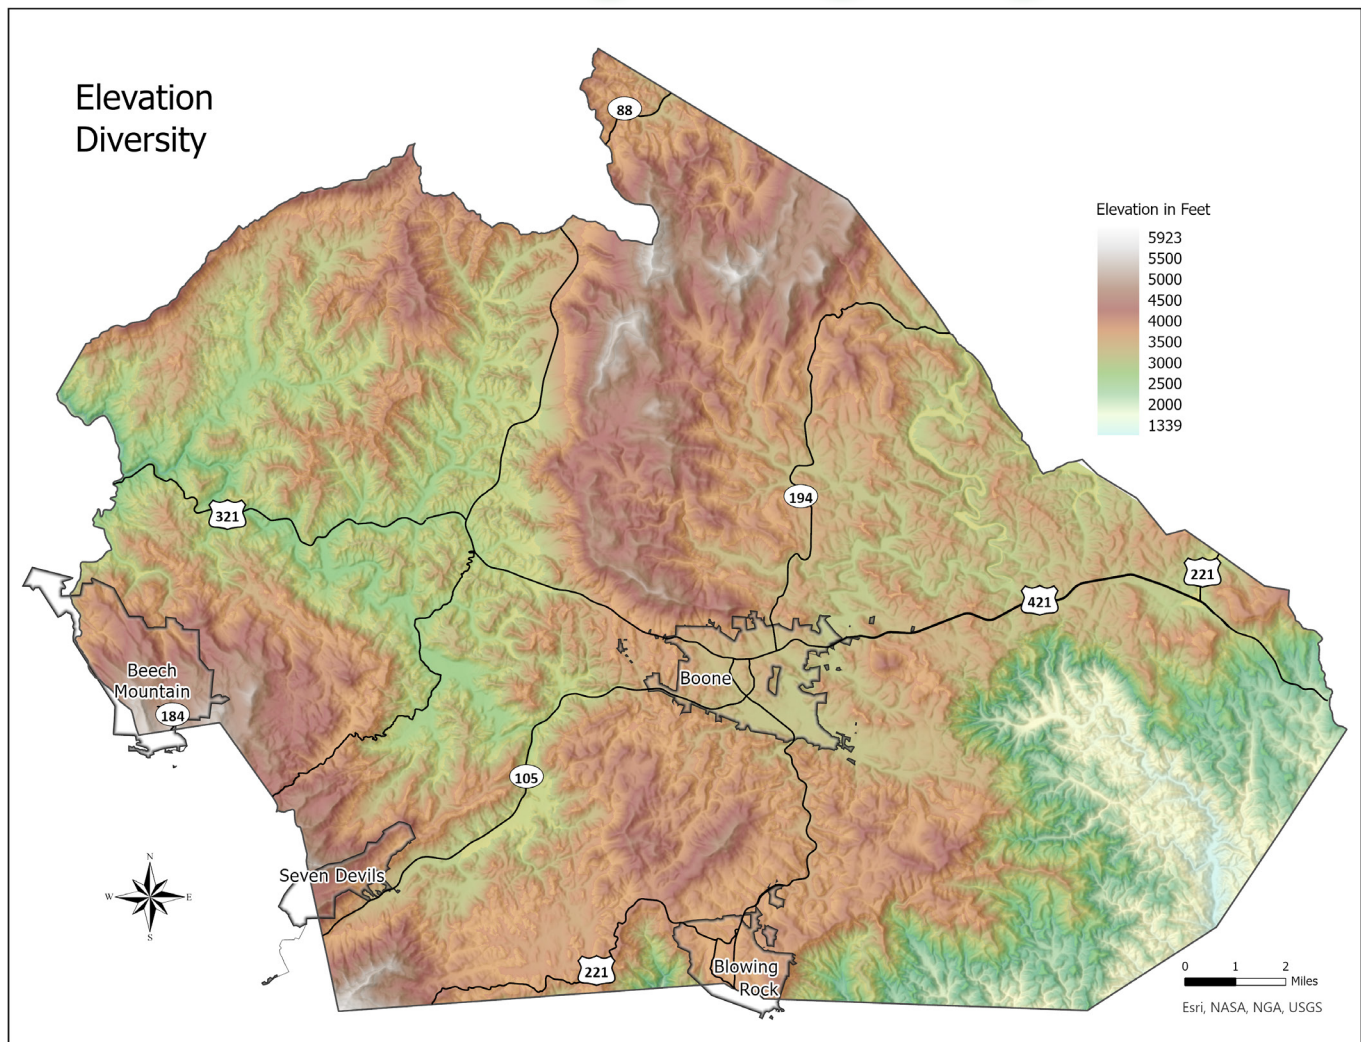 Elevation
Diversity
88
Elevation in Feet
5923
5500
5000
4500
4000
3500
3000
2500
2000
1339
194
321
221
421
Beech
Mountain
184
Boone
105
Seven Devils
N
W
E
S
221
Blowing
Rock
0 1 2
Miles
Esri, NASA, NGA, USGS